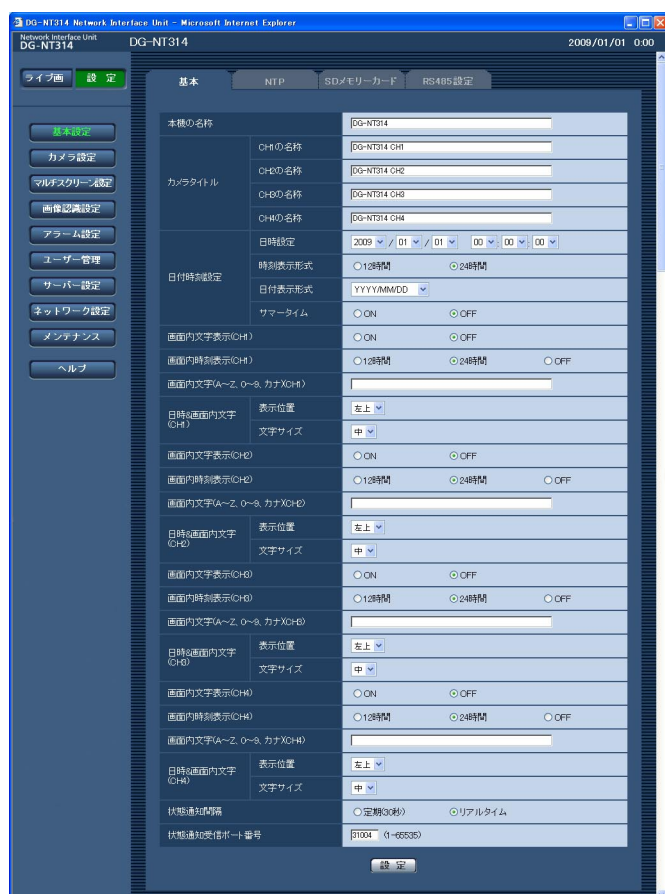 DG-NT314 Network Interface Unit - Microsoft Internet Explorer
Network Interface Unit
DG-NT314
DG-NT314
2009/01/01 0:00
ライブ画 設 定
基本 NTP SDメモリーカード RS485設定
基本設定
カメラ設定
マルチスクリーン設定
画像認識設定
アラーム設定
ユーザー管理
サーバー設定
ネットワーク設定
メンテナンス
ヘルプ
本機の名称 DG-NT314
カメラタイトル
CH1の名称 DG-NT314 CH1
CH2の名称 DG-NT314 CH2
CH3の名称 DG-NT314 CH3
CH4の名称 DG-NT314 CH4
日付時刻設定
日時設定 2009 / 01 / 01 00 : 00 : 00
時刻表示形式 12時間 24時間
日付表示形式 YYYY/MM/DD
サマータイム ON OFF
画面内文字表示(CH1) ON OFF
画面内時刻表示(CH1) 12時間 24時間 OFF
画面内文字(A～Z, 0～9, カナ)(CH1)
日時&画面内文字
(CH1)
表示位置 左上
文字サイズ 中
画面内文字表示(CH2) ON OFF
画面内時刻表示(CH2) 12時間 24時間 OFF
画面内文字(A～Z, 0～9, カナ)(CH2)
日時&画面内文字
(CH2)
表示位置 左上
文字サイズ 中
画面内文字表示(CH3) ON OFF
画面内時刻表示(CH3) 12時間 24時間 OFF
画面内文字(A～Z, 0～9, カナ)(CH3)
日時&画面内文字
(CH3)
表示位置 左上
文字サイズ 中
画面内文字表示(CH4) ON OFF
画面内時刻表示(CH4) 12時間 24時間 OFF
画面内文字(A～Z, 0～9, カナ)(CH4)
日時&画面内文字
(CH4)
表示位置 左上
文字サイズ 中
状態通知間隔 定期(30秒) リアルタイム
状態通知受信ポート番号 31004 (1-65535)
設 定